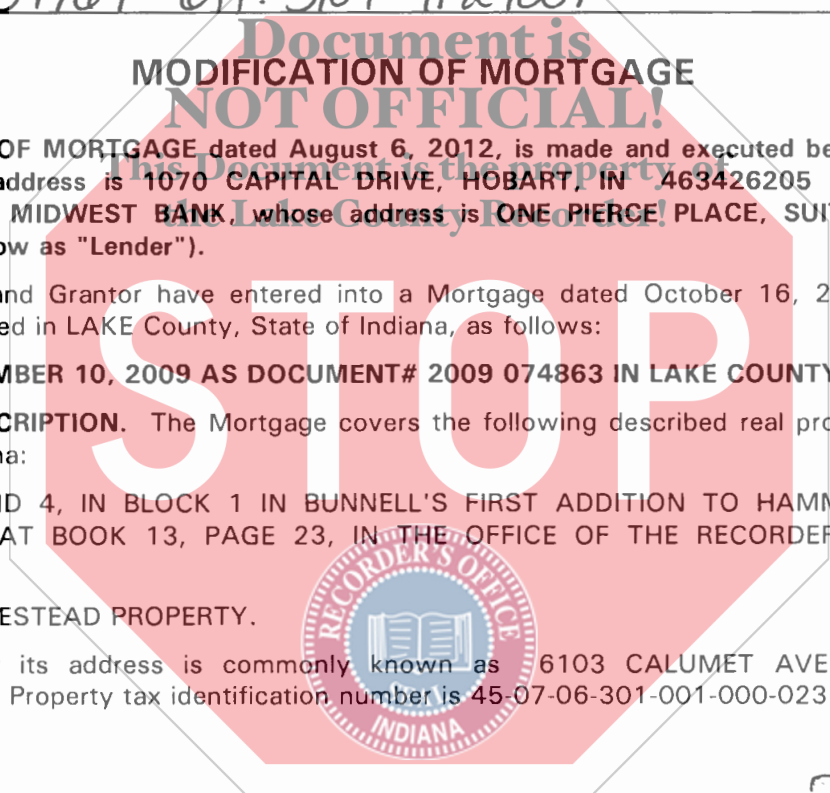 Document is
MODIFICATION OF MORTGAGE
NOT OFFICIAL!
OF MORTGAGE dated August 6, 2012, is made and executed be
This Document is the property of
address is 1070 CAPITAL DRIVE, HOBART, IN 463426205
the Lake County Recorder!
MIDWEST BANK, whose address is ONE PIERCE PLACE, SUI
ow as "Lender").
and Grantor have entered into a Mortgage dated October 16, 2
ed in LAKE County, State of Indiana, as follows:
MBER 10, 2009 AS DOCUMENT# 2009 074863 IN LAKE COUNTY
CRIPTION. The Mortgage covers the following described real pro
na:
STOP
ND 4, IN BLOCK 1 IN BUNNELL'S FIRST ADDITION TO HAMM
AT BOOK 13, PAGE 23, IN THE OFFICE OF THE RECORDER
RECORDER'S OFFICE
ESTEAD PROPERTY.
its address is commonly known as 6103 CALUMET AVE
Property tax identification number is 45-07-06-301-001-000-023
SEAL
INDIANA